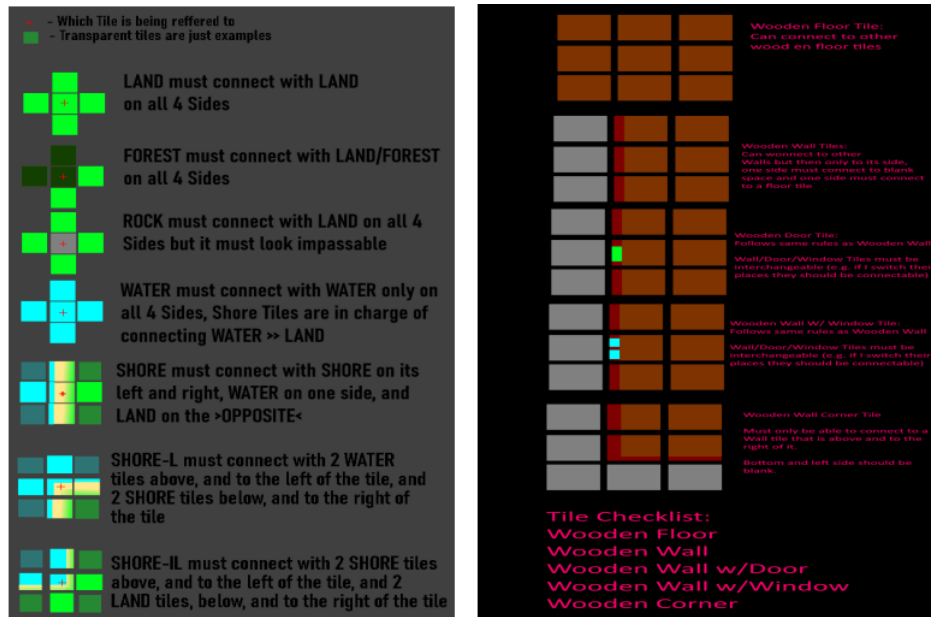 - Which Tile is being reffered to
- Transparent tiles are just examples
LAND must connect with LAND
on all 4 Sides
FOREST must connect with LAND/FOREST
on all 4 Sides
ROCK must connect with LAND on all 4
Sides but it must look impassable
WATER must connect with WATER only on
all 4 Sides, Shore Tiles are in charge of
connecting WATER >> LAND
SHORE must connect with SHORE on its
left and right, WATER on one side, and
LAND on the >OPPOSITE<
SHORE-L must connect with 2 WATER
tiles above, and to the left of the tile, and
2 SHORE tiles below, and to the right of
the tile
SHORE-IL must connect with 2 SHORE tiles
above, and to the left of the tile, and 2
LAND tiles, below, and to the right of the tile
Wooden Floor Tile:
Can connect to other
wood en floor tiles
Wooden Wall Tiles:
Can wonnect to other
Walls but then only to its side,
one side must connect to blank
space and one side must connect
to a floor tile
Wooden Door Tile:
Follows same rules as Wooden Wall
Wall/Door/Window Tiles must be
interchangeable (e.g. if I switch their
places they should be connectable)
Wooden Wall W/ Window Tile:
Follows same rules as Wooden Wall
Wall/Door/Window Tiles must be
interchangeable (e.g. if I switch their
places they should be connectable)
Wooden Wall Corner Tile
Must only be able to connect to a
Wall tile that is above and to the
right of it.
Bottom and left side should be
blank.
Tile Checklist:
Wooden Floor
Wooden Wall
Wooden Wall w/Door
Wooden Wall w/Window
Wooden Corner